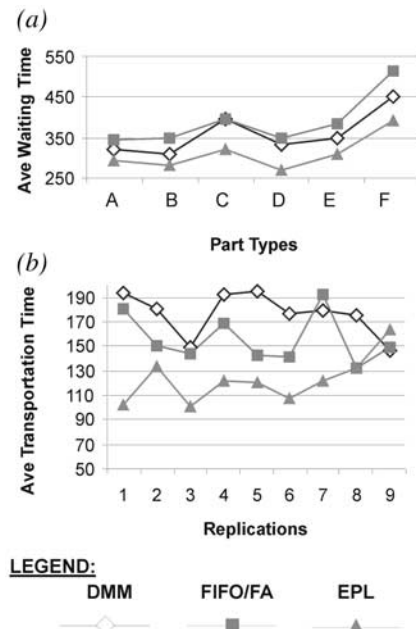 (a)
Ave Waiting Time
550
450
350
250
A B C D E F
Part Types
(b)
Ave Transportation Time
190
170
150
130
110
90
70
50
1 2 3 4 5 6 7 8 9
Replications
LEGEND:
DMM FIFO/FA EPL